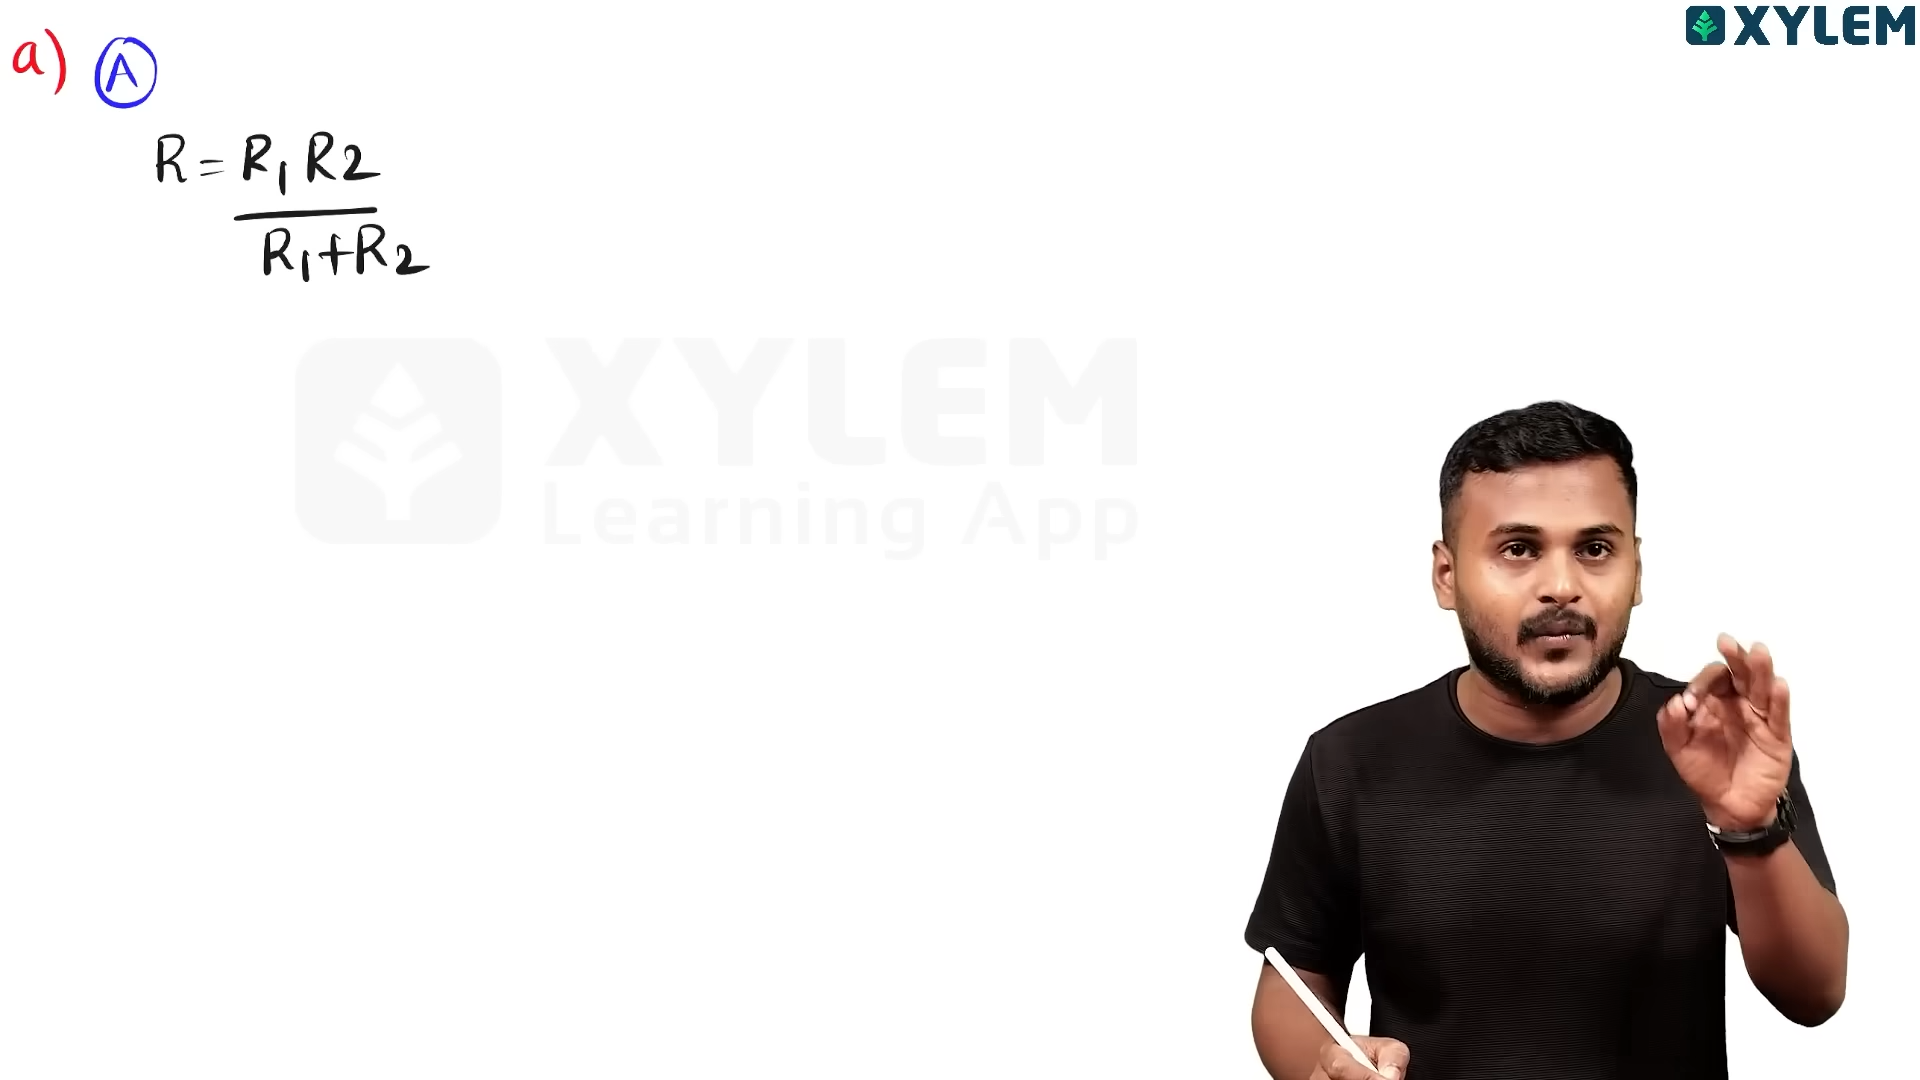 XYLEM
a) A
R = R1 R2
R1+R2
XYLEM
Learning App